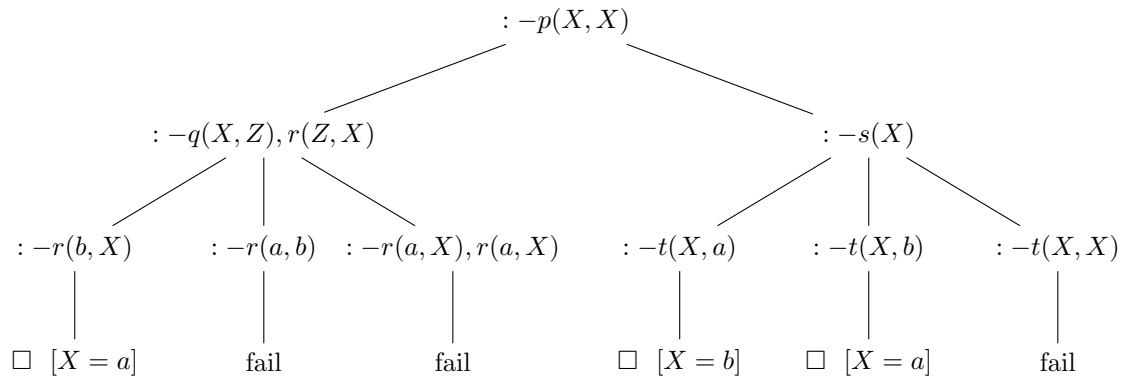 : −p(X, X)
: −q(X, Z), r(Z, X) : −s(X)
: −r(b, X) : −r(a, b) : −r(a, X), r(a, X) : −t(X, a) : −t(X, b) : −t(X, X)
□ [X = a] fail fail □ [X = b] □ [X = a] fail